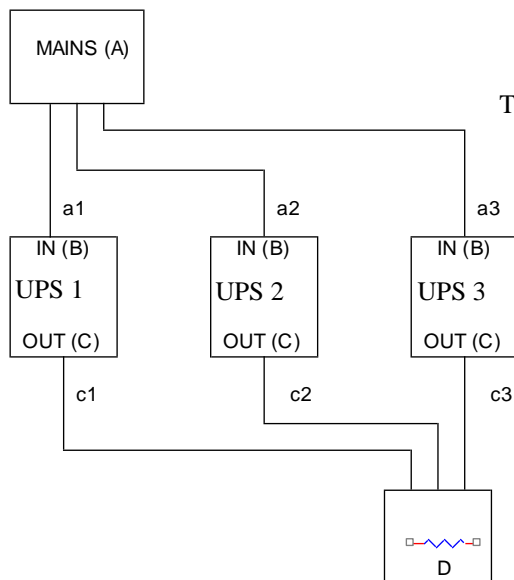 MAINS (A)
T
a1 a2 a3
IN (B) IN (B) IN (B)
UPS 1 UPS 2 UPS 3
OUT (C) OUT (C) OUT (C)
c1 c2 c3
D